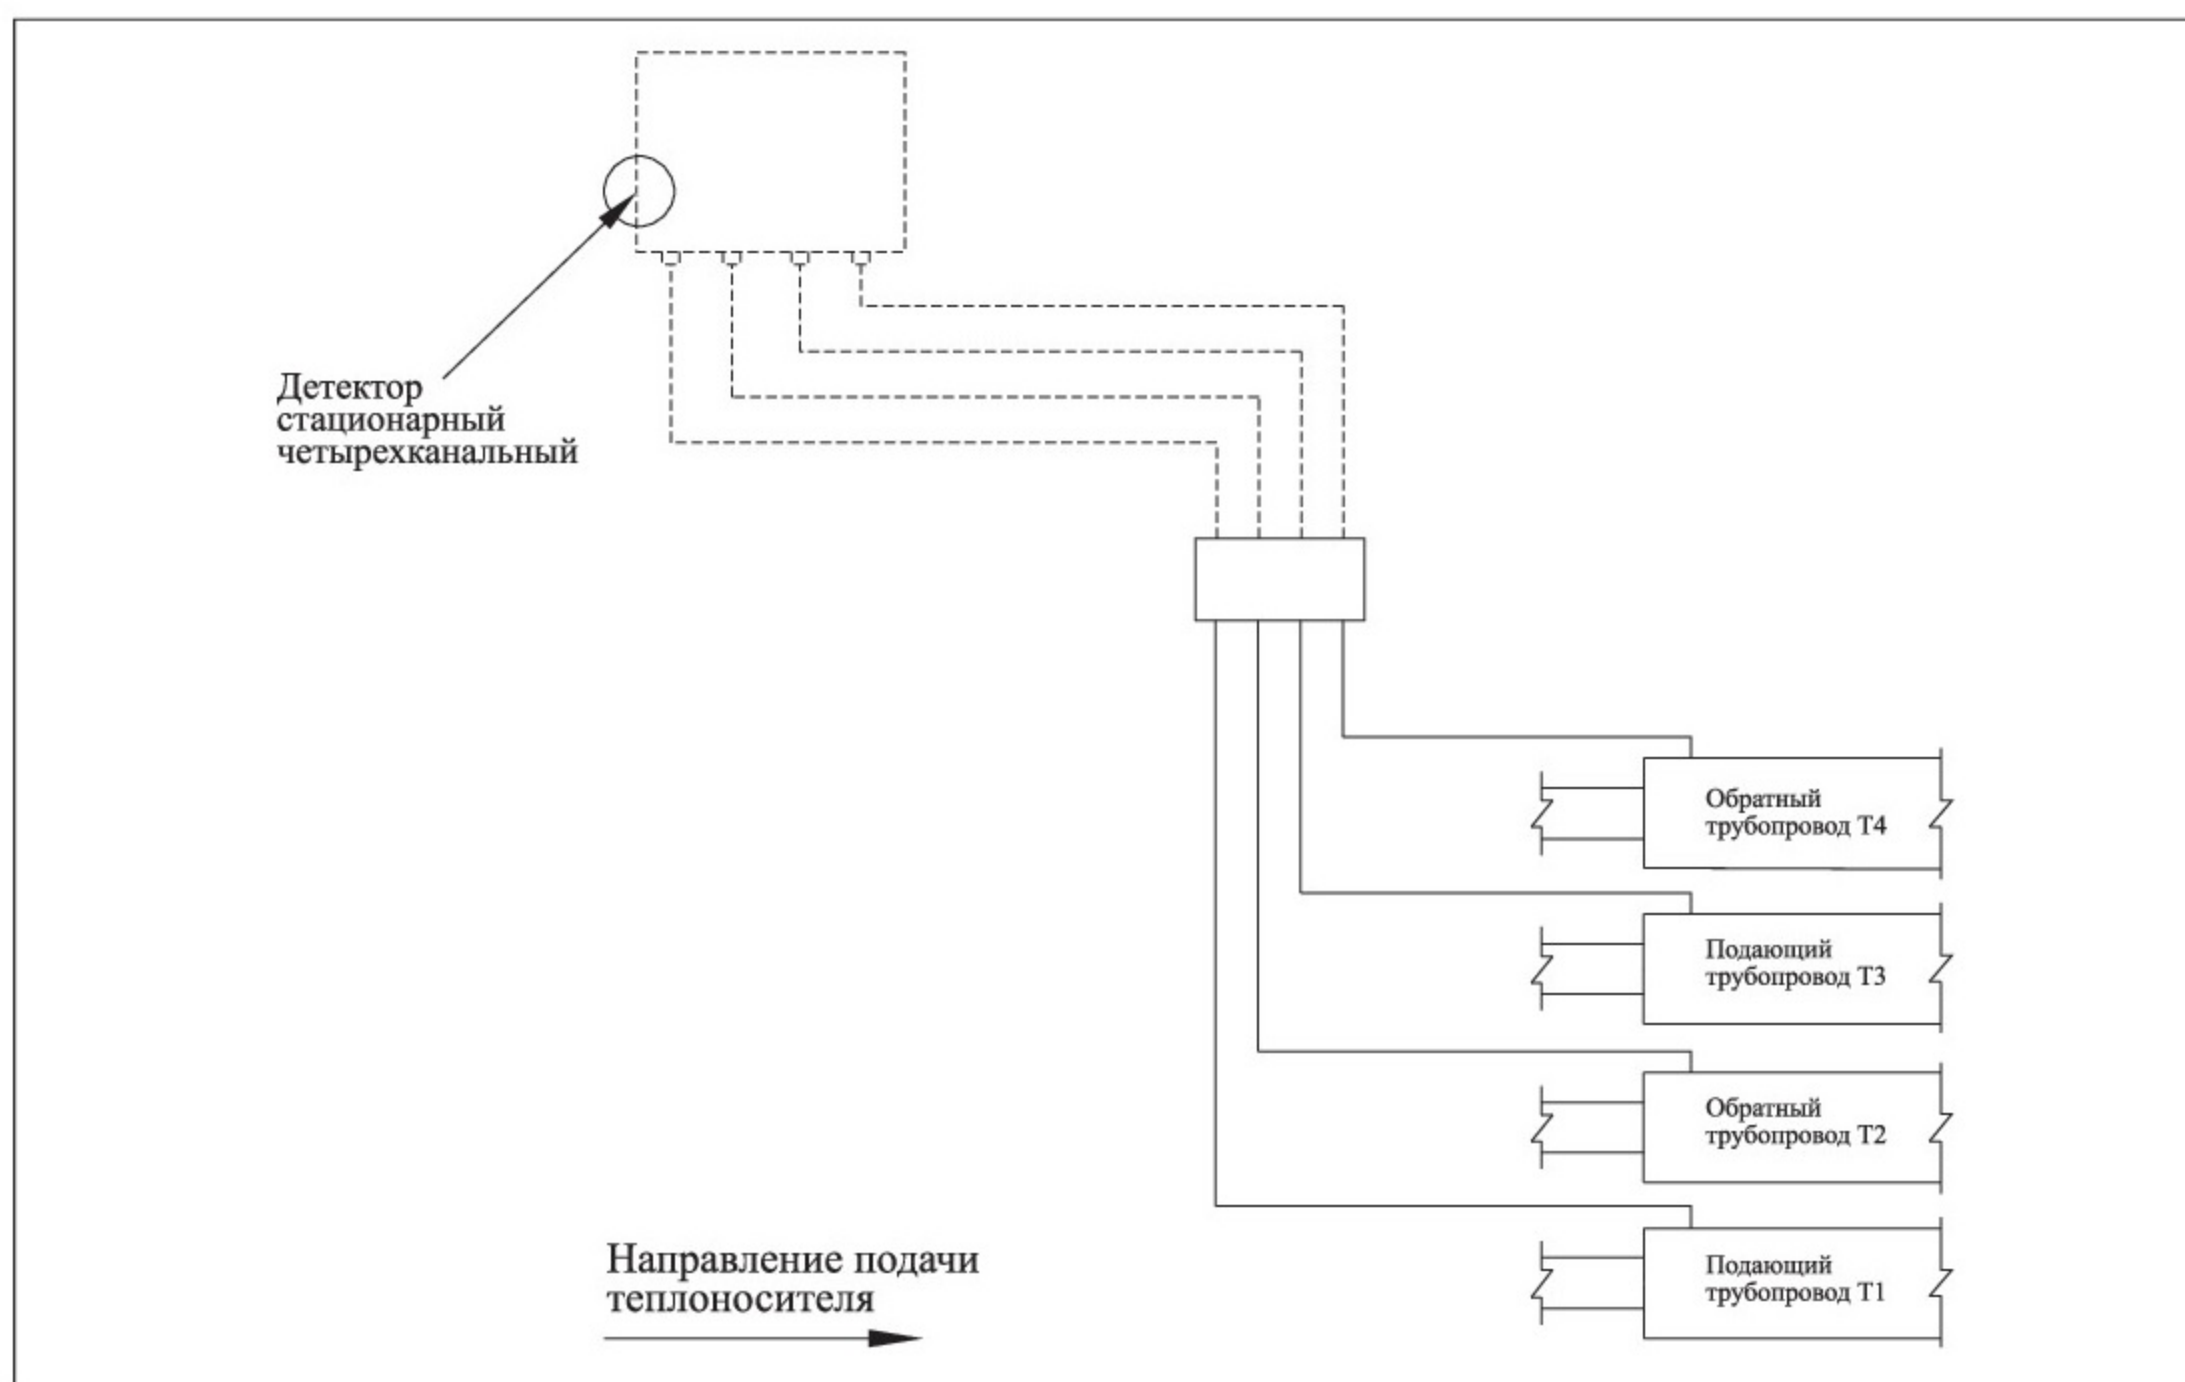 Детектор
стационарный
четырехканальный
Обратный
трубопровод Т4
Подающий
трубопровод Т3
Обратный
трубопровод Т2
Подающий
трубопровод Т1
Направление подачи
теплоносителя